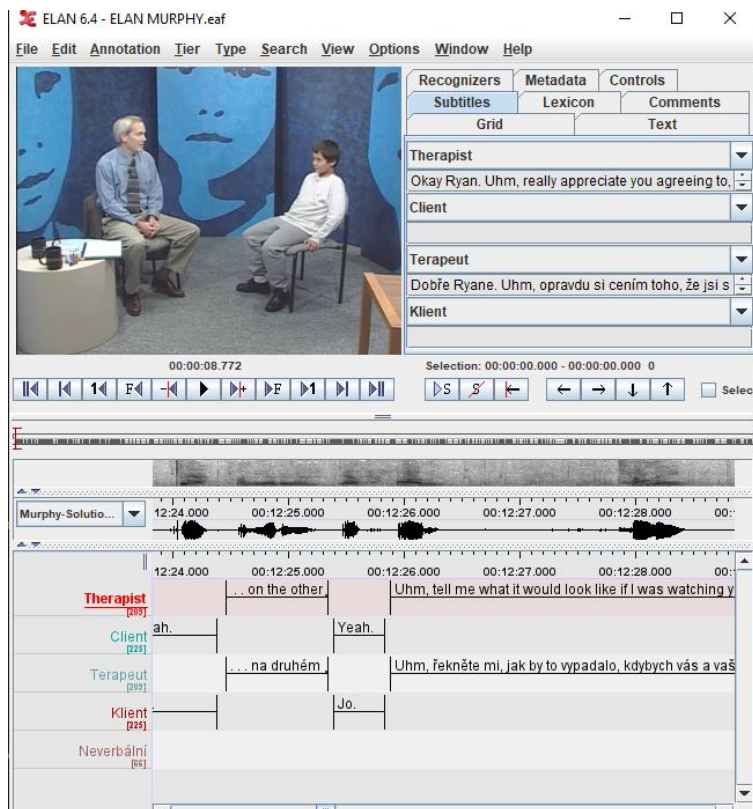 ELAN 6.4 - ELAN MURPHY.eaf
File Edit Annotation Tier Type Search View Options Window Help
Recognizers Metadata Controls
Subtitles Lexicon Comments
Grid Text
Therapist
Okay Ryan. Uhm, really appreciate you agreeing to,
Client
Terapeut
Dobře Ryane. Uhm, opravdu si cením toho, že jsi s
Klient
00:00:08.772 Selection: 00:00:00.000 - 00:00:00.000 0
1 F + F 1 S S Selec
Murphy-Solutio...
12:24.000 00:12:25.000 00:12:26.000 00:12:27.000 00:12:28.000 00:
12:24.000 00:12:25.000 00:12:26.000 00:12:27.000 00:12:28.000 00:
Therapist . . on the other Uhm, tell me what it would look like if I was watching y
[209]
Client ah. Yeah.
[225]
Terapeut . . . na druhém Uhm, řekněte mi, jak by to vypadalo, kdybych vás a vaš
[209]
Klient Jo.
[225]
Neverbální
[66]